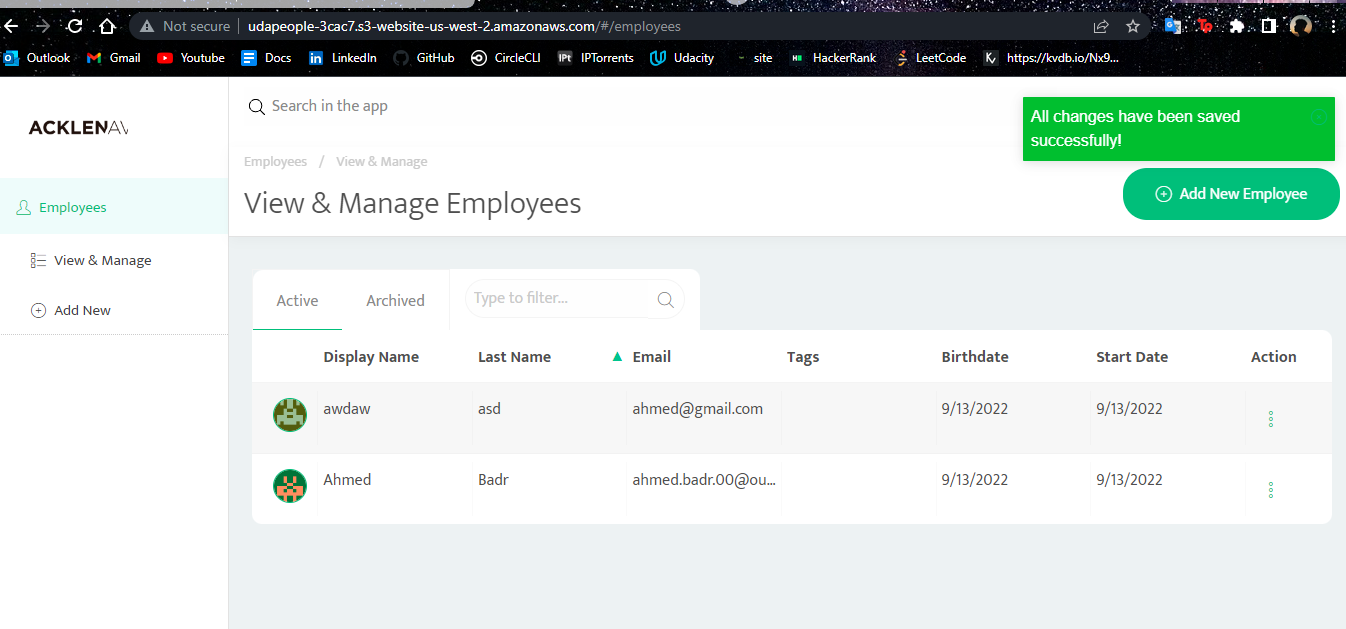 Not secure udapeople-3cac7.s3-website-us-west-2.amazonaws.com/#/employees
Outlook Gmail Youtube Docs LinkedIn GitHub CircleCLI IPTorrents Udacity site HackerRank LeetCode https://kvdb.io/Nx9...
ACKLENAV
Search in the app
All changes have been saved
successfully!
Employees / View & Manage
View & Manage Employees
Add New Employee
Employees
View & Manage
Add New
Active Archived Type to filter...
Display Name Last Name Email Tags Birthdate Start Date Action
awdaw asd ahmed@gmail.com 9/13/2022 9/13/2022
Ahmed Badr ahmed.badr.00@ou... 9/13/2022 9/13/2022